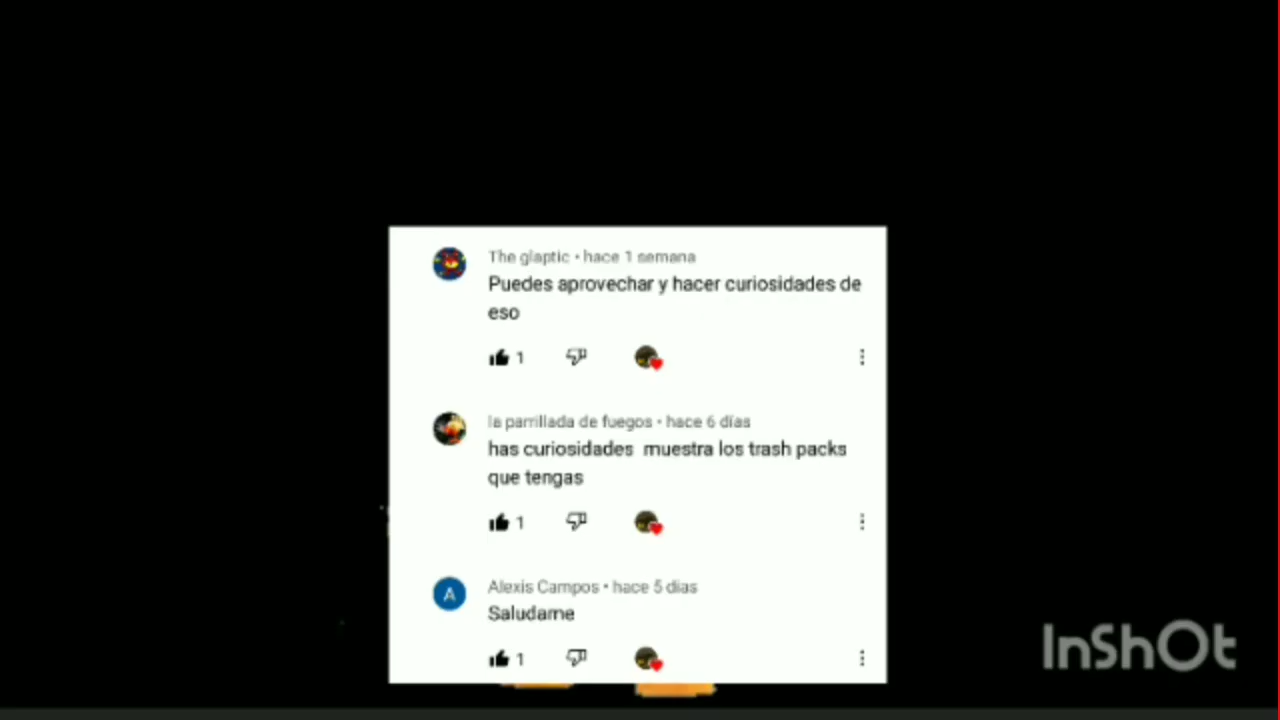 The glaptic • hace 1 semana
Puedes aprovechar y hacer curiosidades de
eso
1
la parrillada de fuegos • hace 6 días
has curiosidades muestra los trash packs
que tengas
1
Alexis Campos • hace 5 días
A
Saludame
1
InShOt